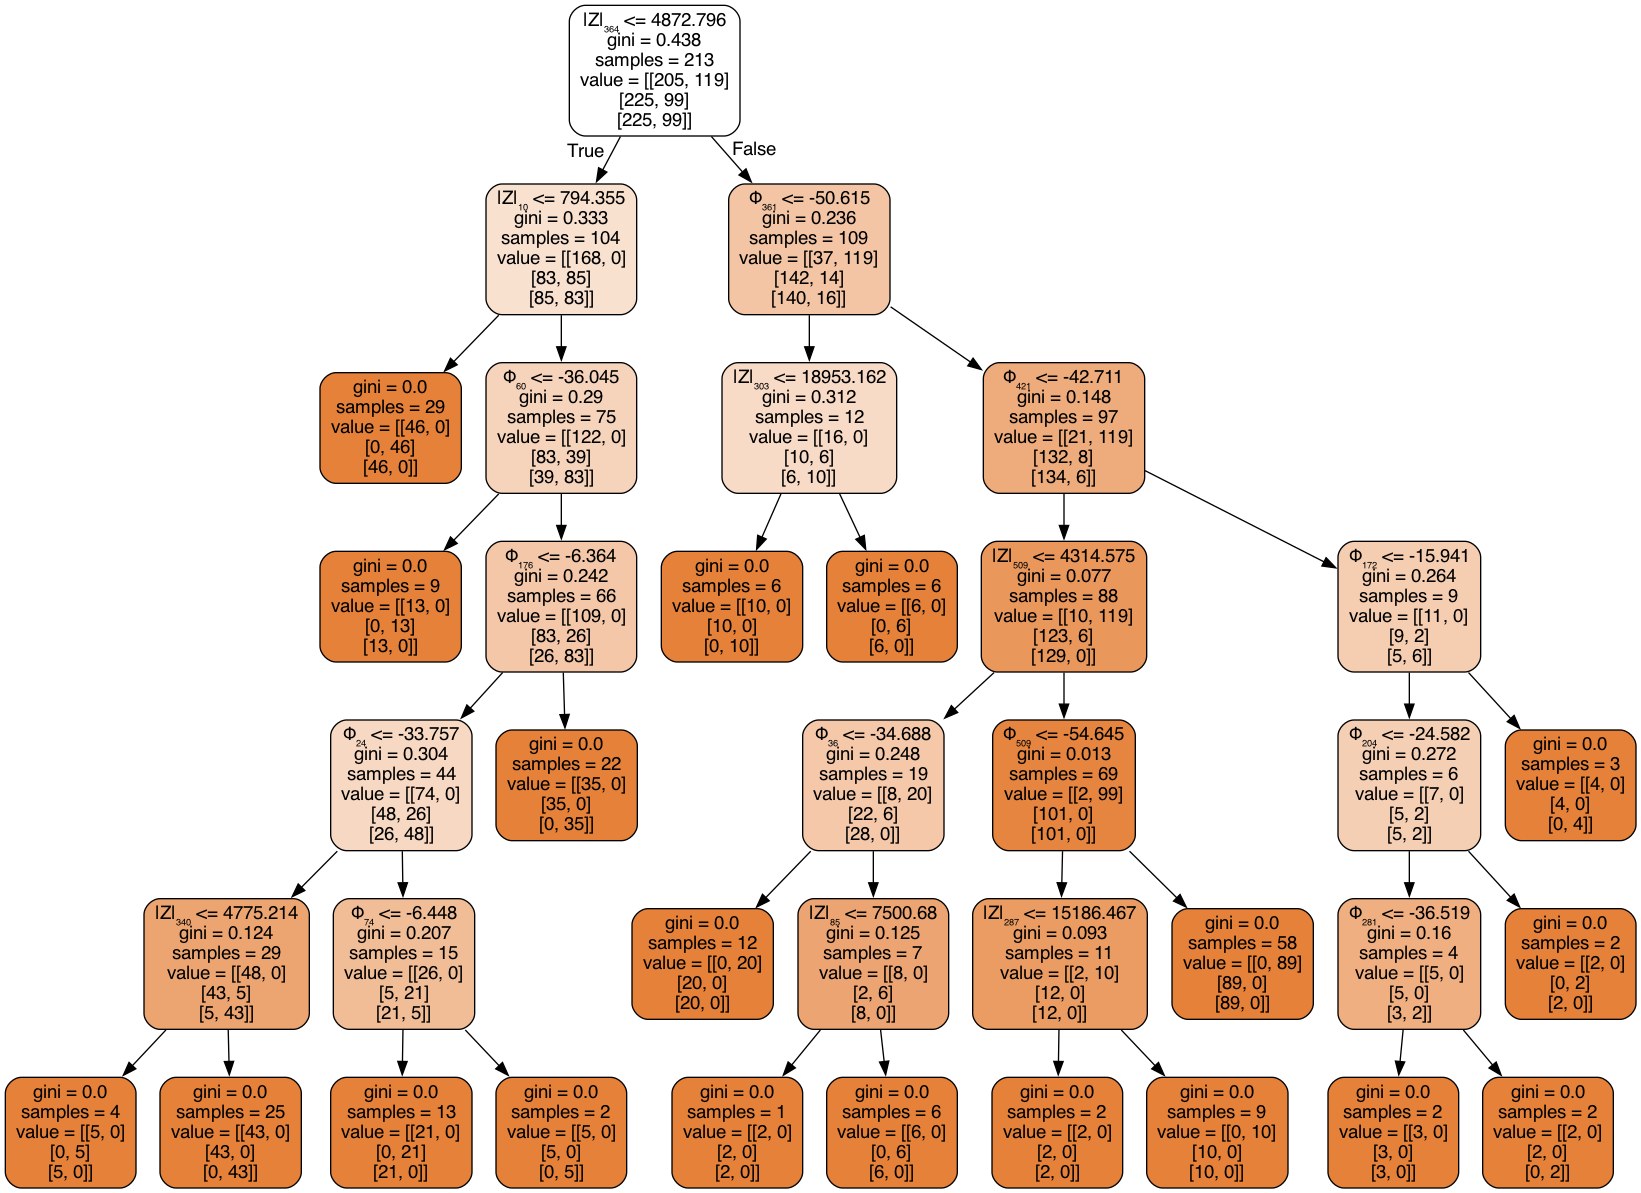 |Z|₃₆₄ <= 4872.796
gini = 0.438
samples = 213
value = [[205, 119]
[225, 99]
[225, 99]]
True
False
|Z|₁₀ <= 794.355
gini = 0.333
samples = 104
value = [[168, 0]
[83, 85]
[85, 83]]
Φ₃₆₁ <= -50.615
gini = 0.236
samples = 109
value = [[37, 119]
[142, 14]
[140, 16]]
gini = 0.0
samples = 29
value = [[46, 0]
[0, 46]
[46, 0]]
Φ₆₀ <= -36.045
gini = 0.29
samples = 75
value = [[122, 0]
[83, 39]
[39, 83]]
|Z|₃₀₃ <= 18953.162
gini = 0.312
samples = 12
value = [[16, 0]
[10, 6]
[6, 10]]
Φ₄₂₁ <= -42.711
gini = 0.148
samples = 97
value = [[21, 119]
[132, 8]
[134, 6]]
gini = 0.0
samples = 9
value = [[13, 0]
[0, 13]
[13, 0]]
Φ₁₇₆ <= -6.364
gini = 0.242
samples = 66
value = [[109, 0]
[83, 26]
[26, 83]]
gini = 0.0
samples = 6
value = [[10, 0]
[10, 0]
[0, 10]]
gini = 0.0
samples = 6
value = [[6, 0]
[0, 6]
[6, 0]]
|Z|₅₀₉ <= 4314.575
gini = 0.077
samples = 88
value = [[10, 119]
[123, 6]
[129, 0]]
Φ₁₇₂ <= -15.941
gini = 0.264
samples = 9
value = [[11, 0]
[9, 2]
[5, 6]]
Φ₂₄ <= -33.757
gini = 0.304
samples = 44
value = [[74, 0]
[48, 26]
[26, 48]]
gini = 0.0
samples = 22
value = [[35, 0]
[35, 0]
[0, 35]]
Φ₃₆ <= -34.688
gini = 0.248
samples = 19
value = [[8, 20]
[22, 6]
[28, 0]]
Φ₅₀₉ <= -54.645
gini = 0.013
samples = 69
value = [[2, 99]
[101, 0]
[101, 0]]
Φ₂₀₄ <= -24.582
gini = 0.272
samples = 6
value = [[7, 0]
[5, 2]
[5, 2]]
gini = 0.0
samples = 3
value = [[4, 0]
[4, 0]
[0, 4]]
|Z|₃₄₀ <= 4775.214
gini = 0.124
samples = 29
value = [[48, 0]
[43, 5]
[5, 43]]
Φ₇₄ <= -6.448
gini = 0.207
samples = 15
value = [[26, 0]
[5, 21]
[21, 5]]
gini = 0.0
samples = 12
value = [[0, 20]
[20, 0]
[20, 0]]
|Z|₈₅ <= 7500.68
gini = 0.125
samples = 7
value = [[8, 0]
[2, 6]
[8, 0]]
|Z|₂₈₇ <= 15186.467
gini = 0.093
samples = 11
value = [[2, 10]
[12, 0]
[12, 0]]
gini = 0.0
samples = 58
value = [[0, 89]
[89, 0]
[89, 0]]
Φ₂₈₁ <= -36.519
gini = 0.16
samples = 4
value = [[5, 0]
[5, 0]
[3, 2]]
gini = 0.0
samples = 2
value = [[2, 0]
[0, 2]
[2, 0]]
gini = 0.0
samples = 4
value = [[5, 0]
[0, 5]
[5, 0]]
gini = 0.0
samples = 25
value = [[43, 0]
[43, 0]
[0, 43]]
gini = 0.0
samples = 13
value = [[21, 0]
[0, 21]
[21, 0]]
gini = 0.0
samples = 2
value = [[5, 0]
[5, 0]
[0, 5]]
gini = 0.0
samples = 1
value = [[2, 0]
[2, 0]
[2, 0]]
gini = 0.0
samples = 6
value = [[6, 0]
[0, 6]
[6, 0]]
gini = 0.0
samples = 2
value = [[2, 0]
[2, 0]
[2, 0]]
gini = 0.0
samples = 9
value = [[0, 10]
[10, 0]
[10, 0]]
gini = 0.0
samples = 2
value = [[3, 0]
[3, 0]
[3, 0]]
gini = 0.0
samples = 2
value = [[2, 0]
[2, 0]
[0, 2]]